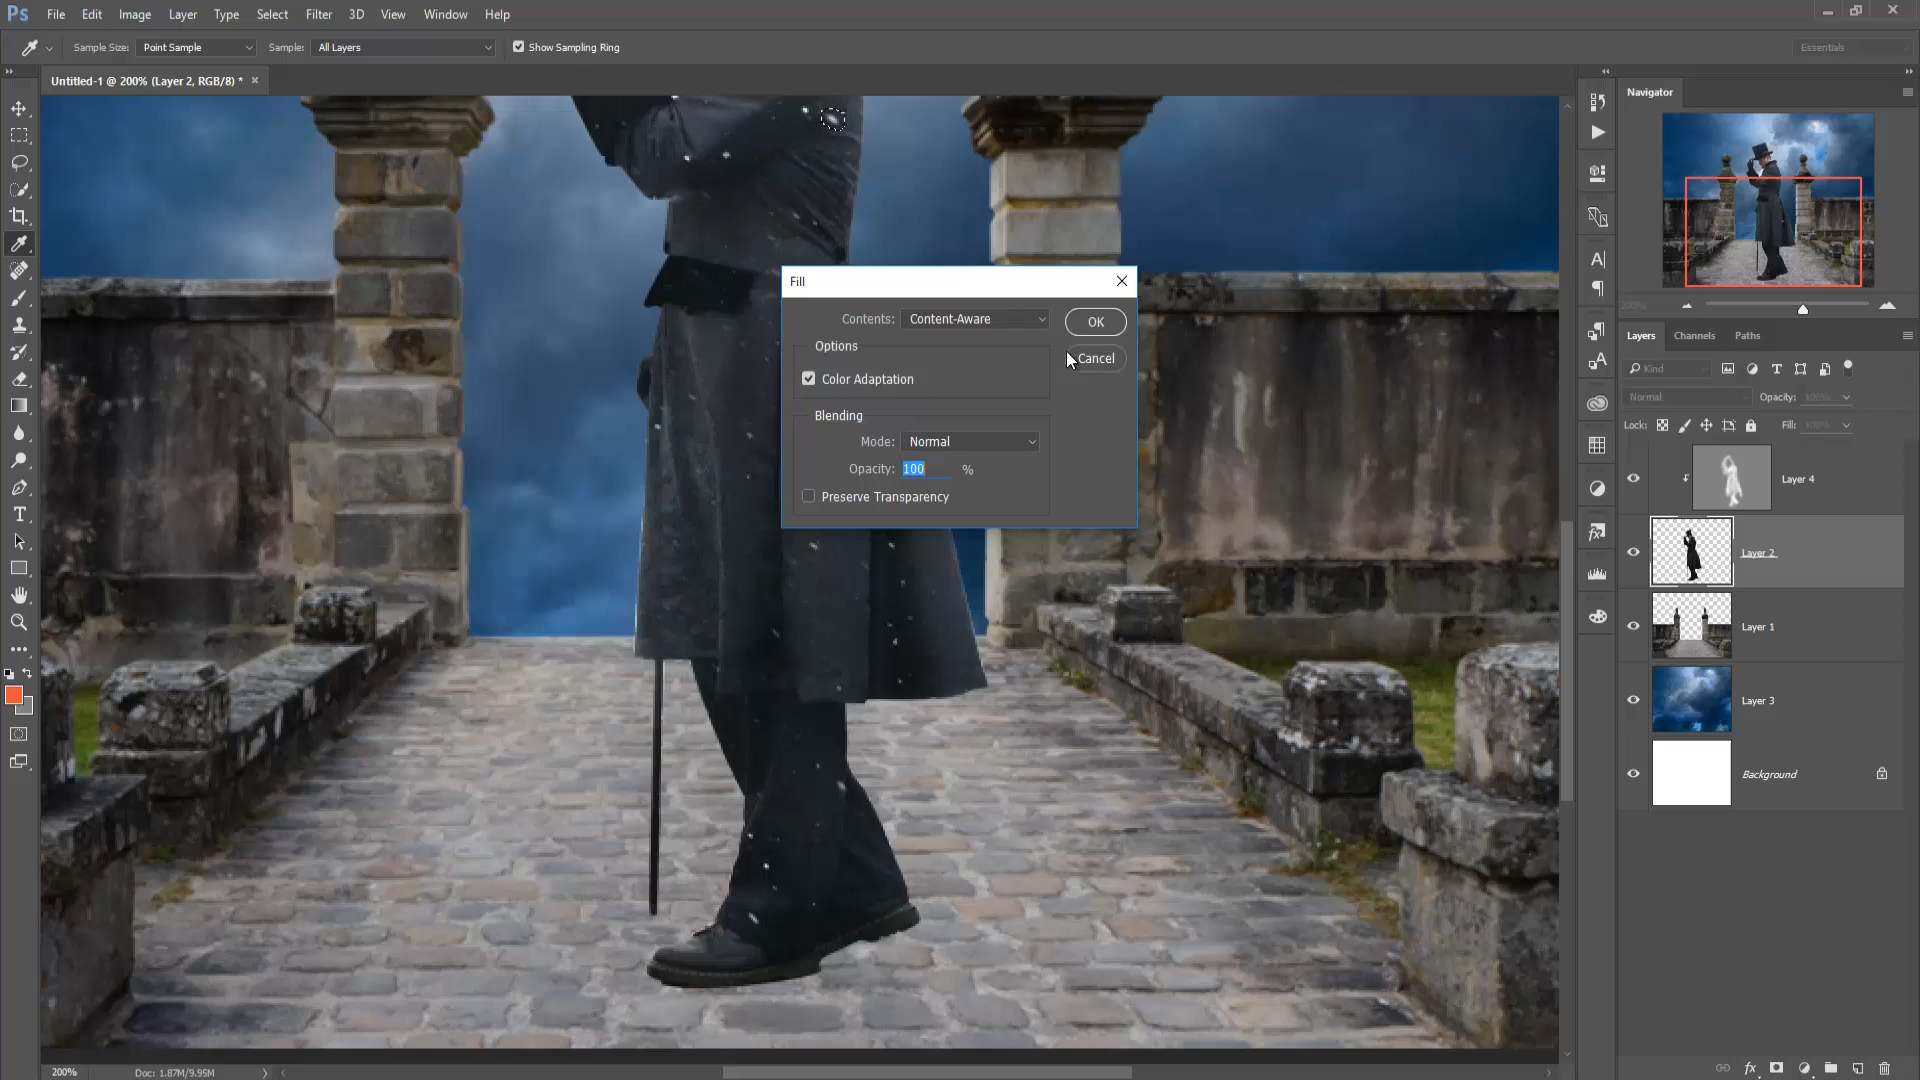 Ps File Edit Image Layer Type Select Filter 3D View Window Help
Sample Size: Point Sample Sample: All Layers Show Sampling Ring Essentials
Untitled-1 @ 200% (Layer 2, RGB/8) * ×
Navigator
200%
Fill
Contents: Content-Aware
OK
Options
Cancel
Color Adaptation
Blending
Mode: Normal
Opacity: 100 %
Preserve Transparency
Layers Channels Paths
Kind
Normal Opacity: 100%
Lock: Fill: 100%
Layer 4
Layer 2
Layer 1
Layer 3
Background
200% Doc: 1.87M/9.95M